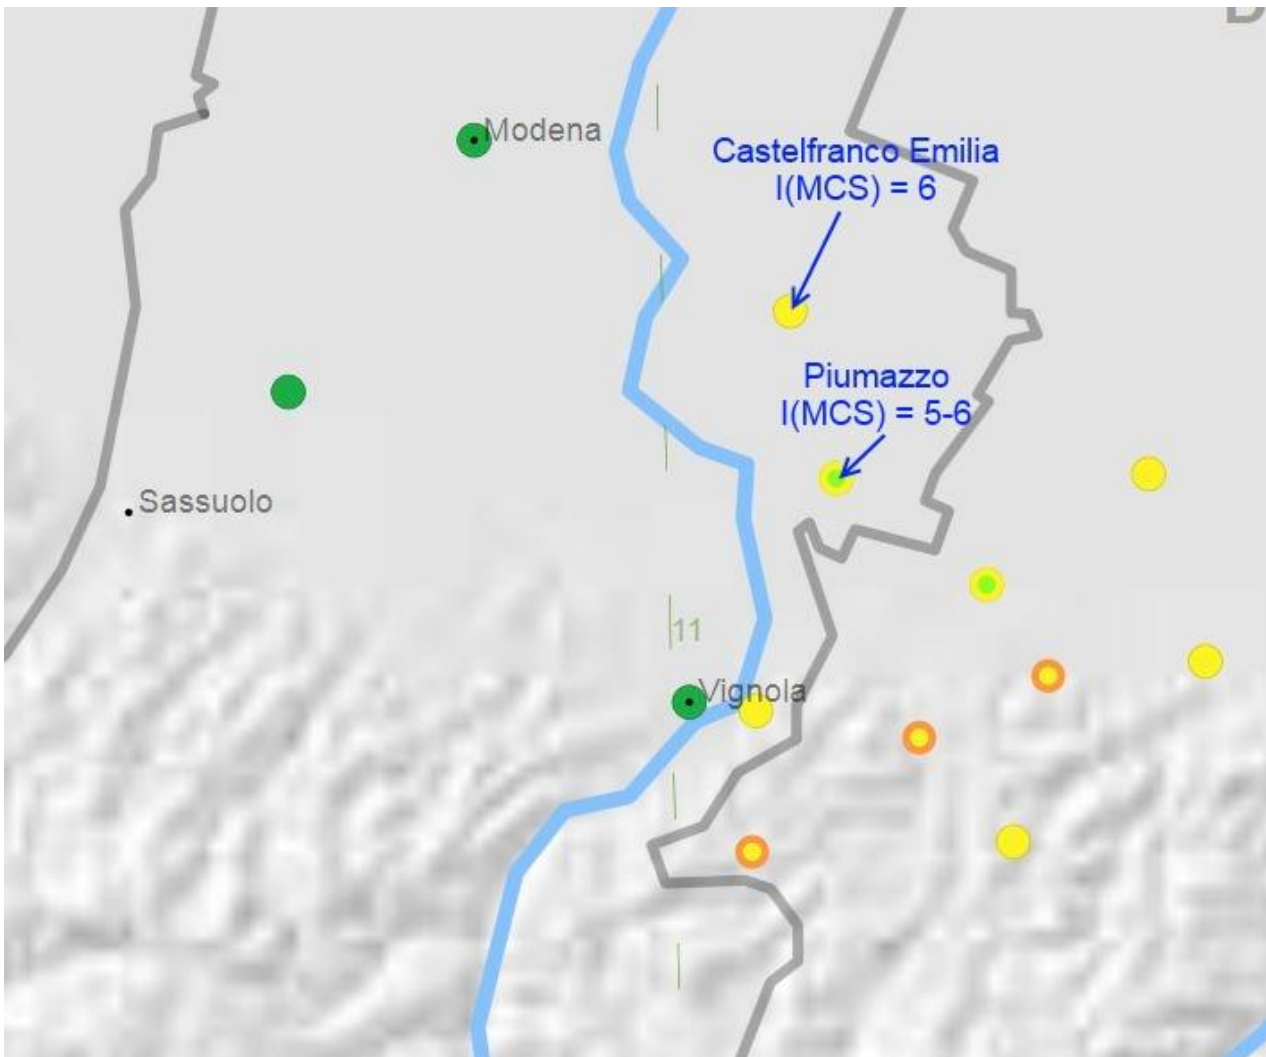 Modena
Castelfranco Emilia
I(MCS) = 6
Piumazzo
I(MCS) = 5-6
Sassuolo
11
Vignola